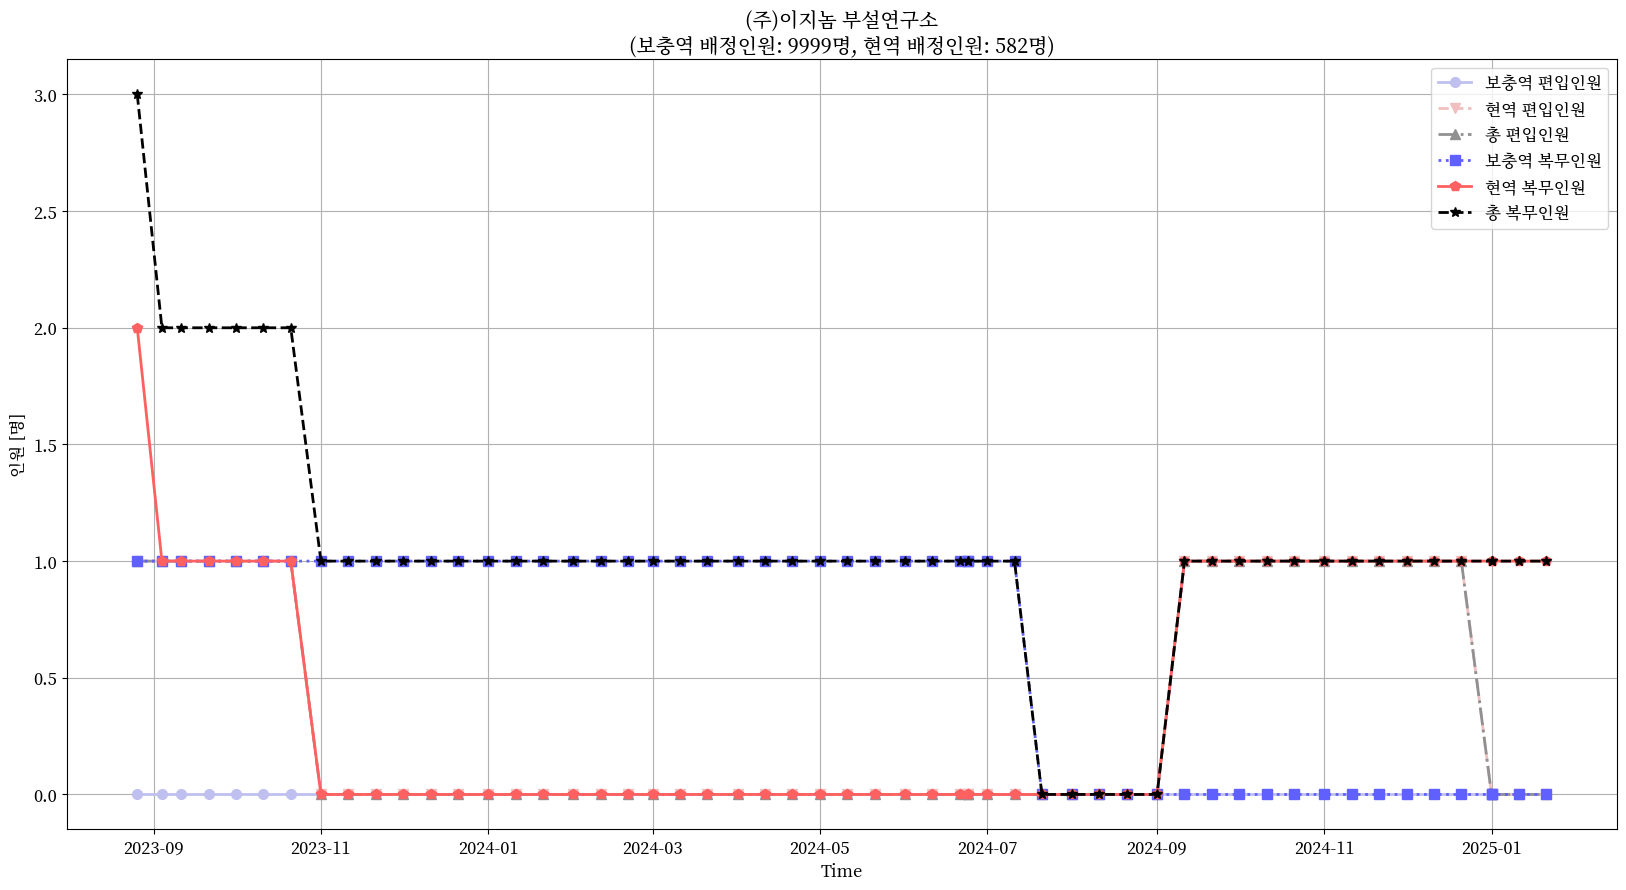 (주)이지놈 부설연구소
(보충역 배정인원: 9999명, 현역 배정인원: 582명)
보충역 편입인원
현역 편입인원
총 편입인원
보충역 복무인원
현역 복무인원
총 복무인원
인원 [명]
3.0
2.5
2.0
1.5
1.0
0.5
0.0
2023-09
2023-11
2024-01
2024-03
2024-05
2024-07
2024-09
2024-11
2025-01
Time